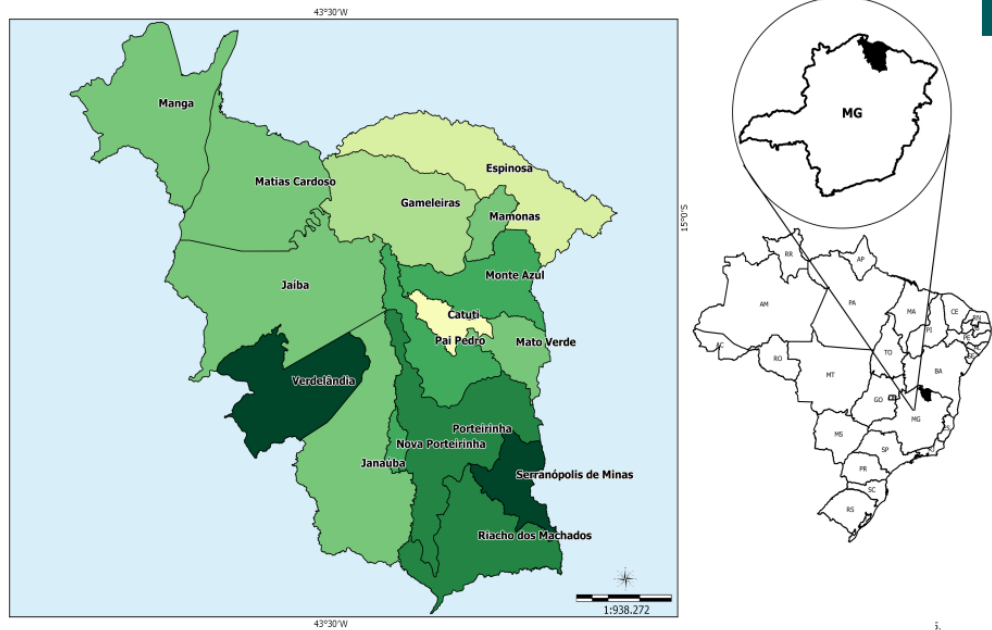 43°30'W
Manga
Matias Cardoso
Espinosa
Gameleiras
Mamonas
15°0'S
Monte Azul
Jaíba
Catuti
Pai Pedro
Mato Verde
Verdelândia
Porteirinha
Nova Porteirinha
Janaúba
Serranópolis de Minas
Riacho dos Machados
1:938.272
43°30'W
MG
RR
AP
AM
PA
MA
CE
RN
PI
PE
AC
RO
TO
BA
MT
GO
MG
MS
SP
PR
SC
RS